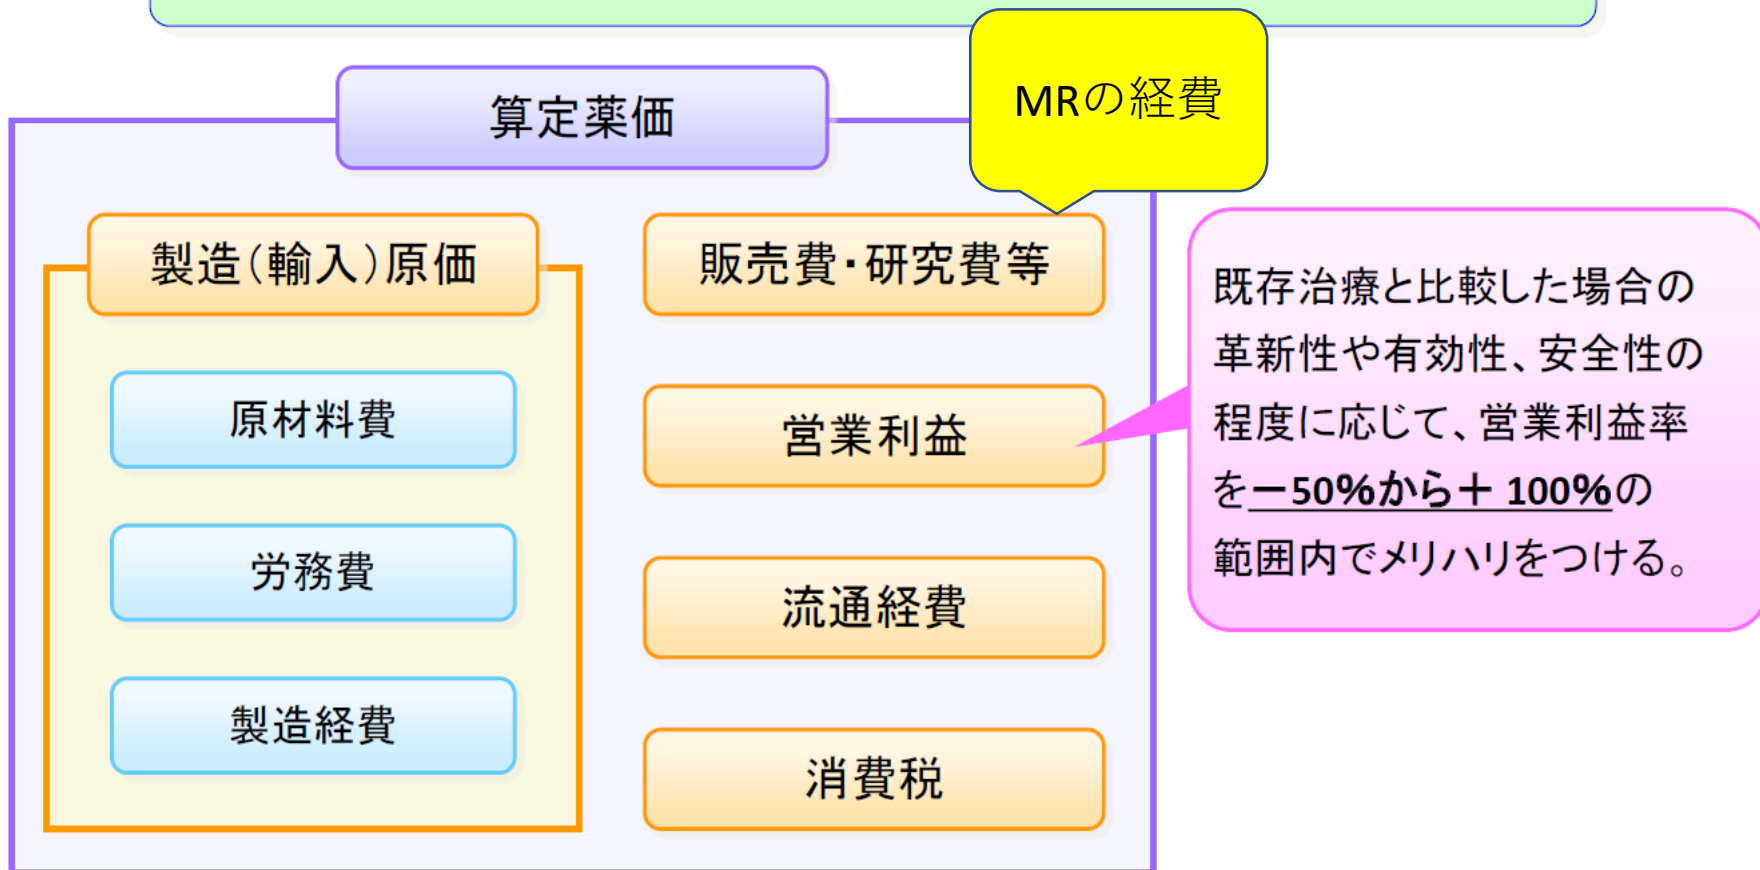 MRの経費
算定薬価
製造(輸入)原価
原材料費
労務費
製造経費
販売費・研究費等
営業利益
流通経費
消費税
既存治療と比較した場合の
革新性や有効性、安全性の
程度に応じて、営業利益率
を－50％から＋ 100％の
範囲内でメリハリをつける。